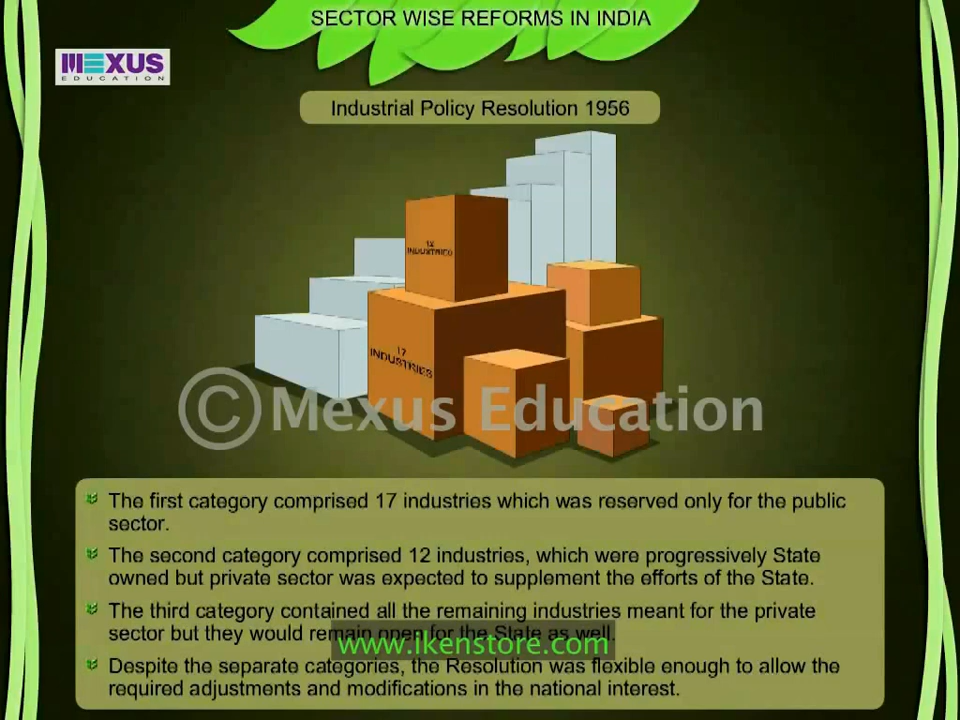 SECTOR WISE REFORMS IN INDIA
MEXUS
EDUCATION
Industrial Policy Resolution 1956
12
INDUSTRIES
17
INDUSTRIES
© Mexus Education
The first category comprised 17 industries which was reserved only for the public
sector.
The second category comprised 12 industries, which were progressively State
owned but private sector was expected to supplement the efforts of the State.
The third category contained all the remaining industries meant for the private
sector but they would remain open for the State as well.
www.ikenstore.com
Despite the separate categories, the Resolution was flexible enough to allow the
required adjustments and modifications in the national interest.